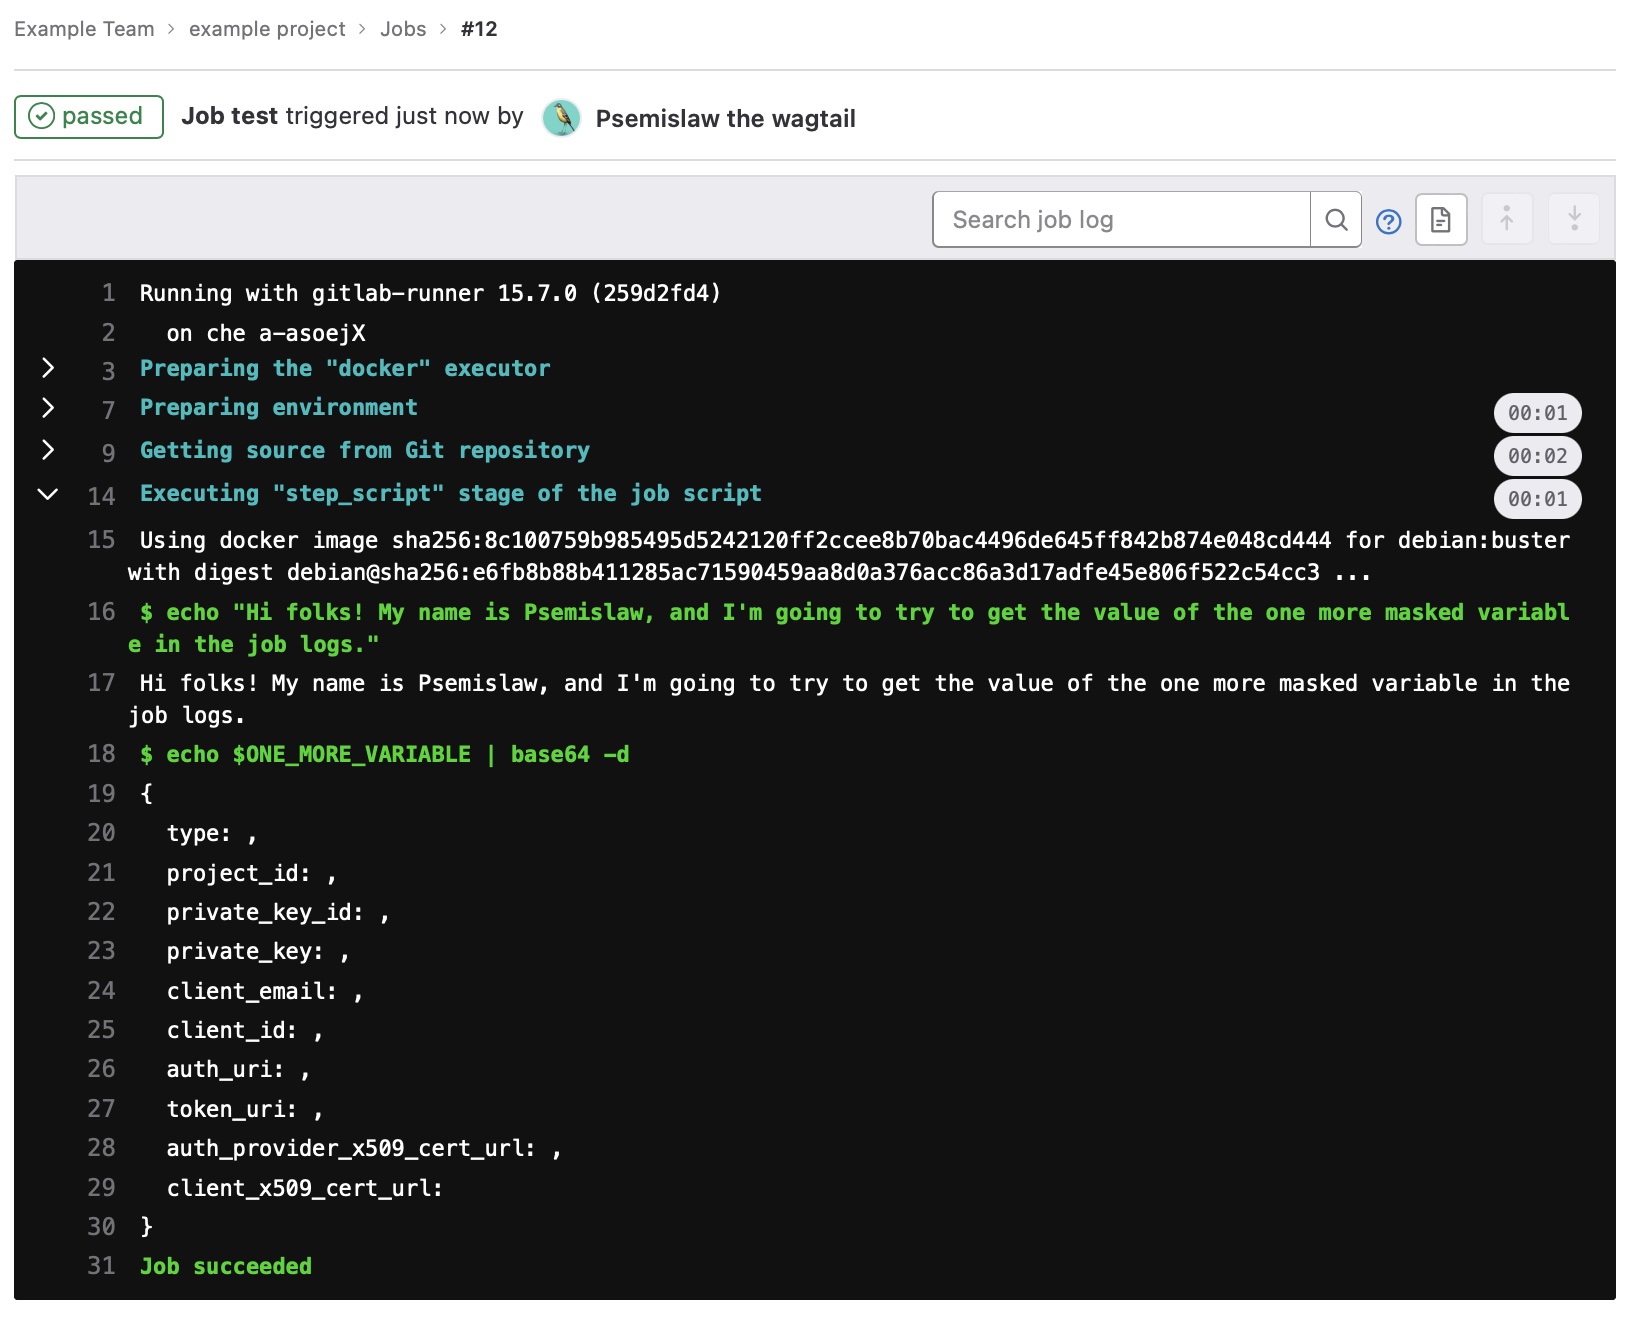 Example Team > example project > Jobs > #12
passed Job test triggered just now by Psemislaw the wagtail
Search job log
1 Running with gitlab-runner 15.7.0 (259d2fd4)
2 on che a-asoejX
3 Preparing the "docker" executor
7 Preparing environment 00:01
9 Getting source from Git repository 00:02
14 Executing "step_script" stage of the job script 00:01
15 Using docker image sha256:8c100759b985495d5242120ff2ccee8b70bac4496de645ff842b874e048cd444 for debian:buster
with digest debian@sha256:e6fb8b88b411285ac71590459aa8d0a376acc86a3d17adfe45e806f522c54cc3 ...
16 $ echo "Hi folks! My name is Psemislaw, and I'm going to try to get the value of the one more masked variabl
e in the job logs."
17 Hi folks! My name is Psemislaw, and I'm going to try to get the value of the one more masked variable in the
job logs.
18 $ echo $ONE_MORE_VARIABLE | base64 -d
19 {
20 type: ,
21 project_id: ,
22 private_key_id: ,
23 private_key: ,
24 client_email: ,
25 client_id: ,
26 auth_uri: ,
27 token_uri: ,
28 auth_provider_x509_cert_url: ,
29 client_x509_cert_url:
30 }
31 Job succeeded